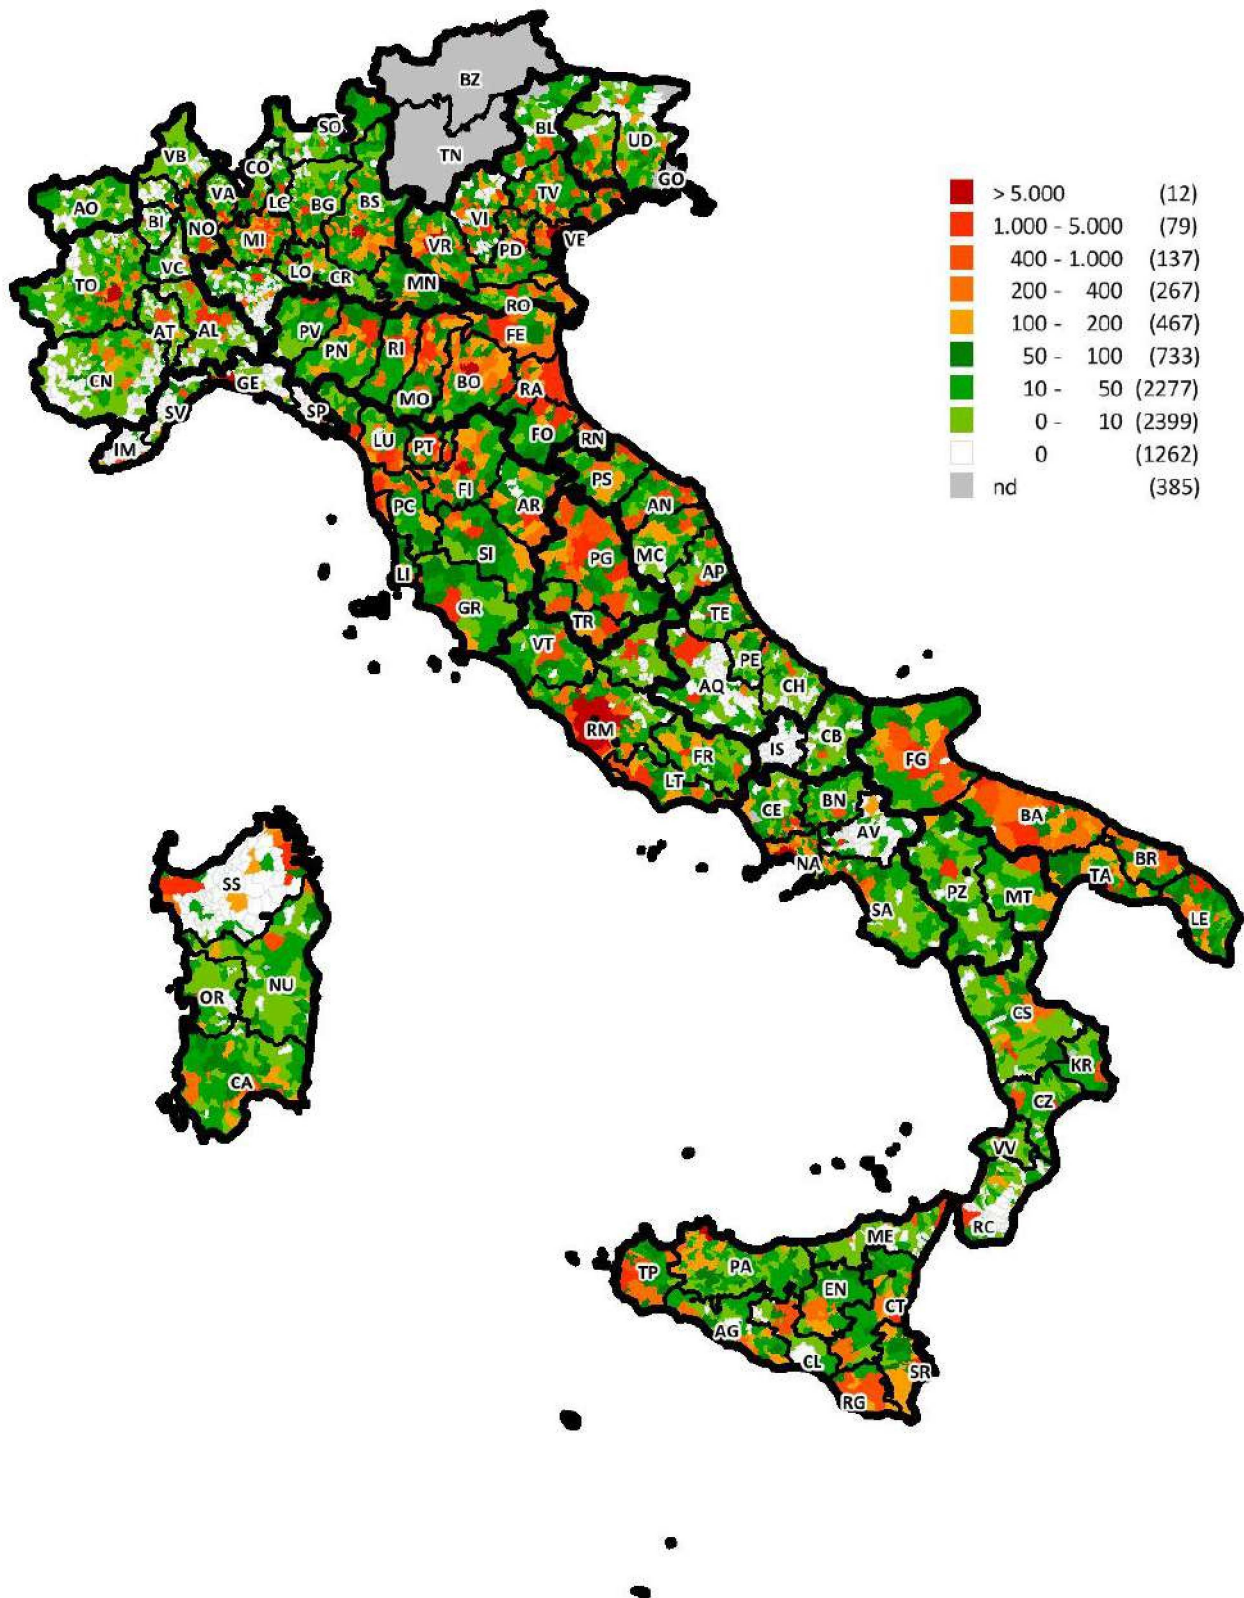 BZ
SO
BL
UD
VB
CO
TN
GO
AO
VA
LC
BG
BS
TV
BI
NO
MI
VI
VE
VR
PD
TO
VC
LO
CR
MN
RO
AT
AL
PV
PN
RI
FE
CN
GE
MO
BO
RA
SV
SP
IM
LU
PT
FO
RN
FI
PS
PC
AR
AN
SI
PG
MC
LI
AP
GR
TR
TE
VT
PE
AQ
CH
RM
IS
CB
FR
FG
LT
CE
BN
BA
AV
NA
BR
TA
SS
SA
PZ
MT
LE
OR
NU
CS
CA
KR
CZ
VV
RC
ME
TP
PA
EN
CT
AG
CL
SR
RG
> 5.000 (12)
1.000 - 5.000 (79)
400 - 1.000 (137)
200 - 400 (267)
100 - 200 (467)
50 - 100 (733)
10 - 50 (2277)
0 - 10 (2399)
0 (1262)
nd (385)